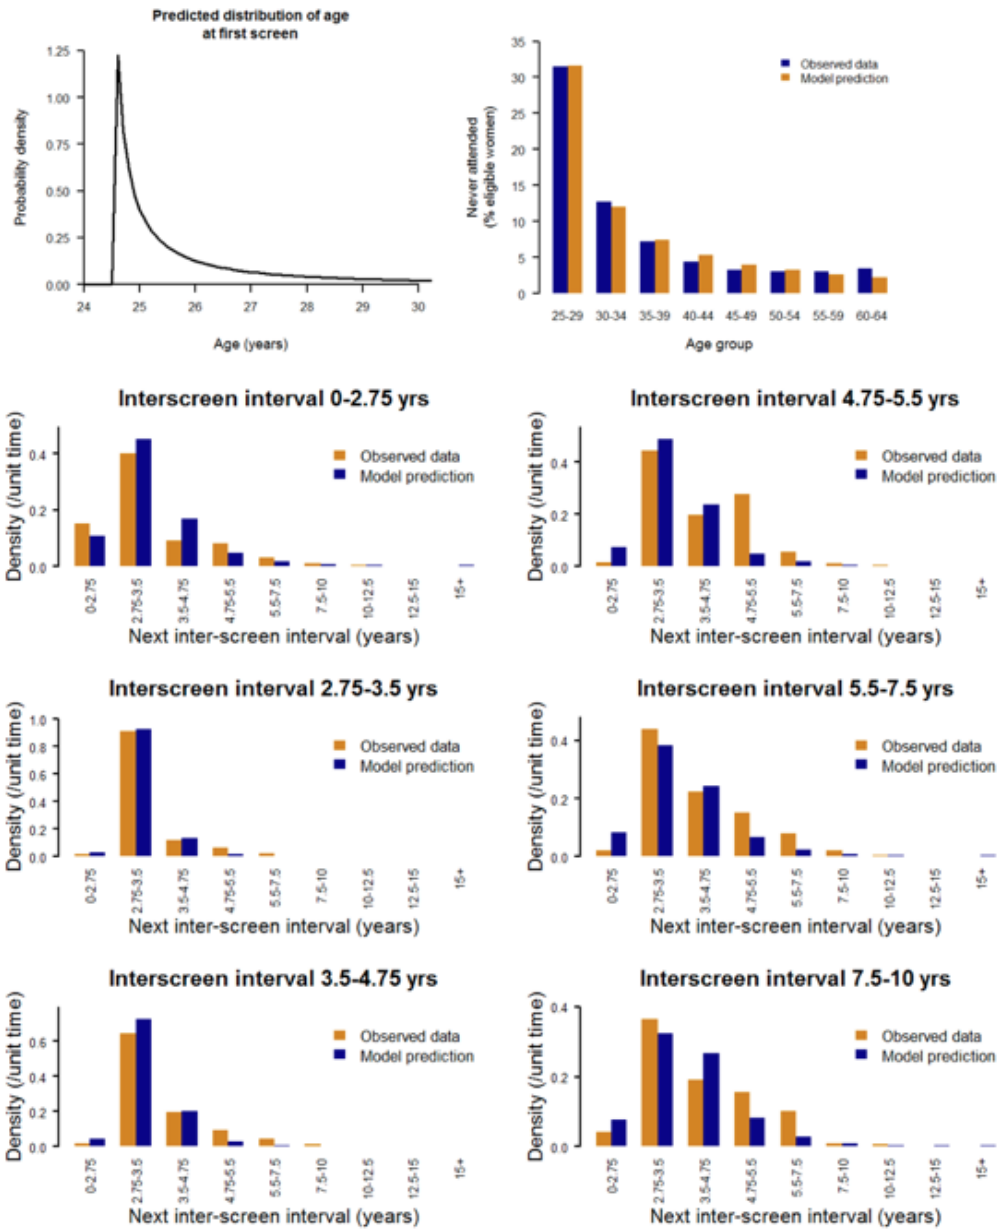 Predicted distribution of age
at first screen
Probability density
1.25
1.00
0.75
0.50
0.25
0.00
24 25 26 27 28 29 30
Age (years)
Never attended
(% eligible women)
35
30
25
20
15
10
5
0
Observed data
Model prediction
25-29 30-34 35-39 40-44 45-49 50-54 55-59 60-64
Age group
Interscreen interval 0-2.75 yrs
Density (/unit time)
0.4
0.2
0.0
Observed data
Model prediction
0-2.75 2.75-3.5 3.5-4.75 4.75-5.5 5.5-7.5 7.5-10 10-12.5 12.5-15 15+
Next inter-screen interval (years)
Interscreen interval 4.75-5.5 yrs
Density (/unit time)
0.4
0.2
0.0
Observed data
Model prediction
0-2.75 2.75-3.5 3.5-4.75 4.75-5.5 5.5-7.5 7.5-10 10-12.5 12.5-15 15+
Next inter-screen interval (years)
Interscreen interval 2.75-3.5 yrs
Density (/unit time)
1.0
0.8
0.6
0.4
0.2
0.0
Observed data
Model prediction
0-2.75 2.75-3.5 3.5-4.75 4.75-5.5 5.5-7.5 7.5-10 10-12.5 12.5-15 15+
Next inter-screen interval (years)
Interscreen interval 5.5-7.5 yrs
Density (/unit time)
0.4
0.2
0.0
Observed data
Model prediction
0-2.75 2.75-3.5 3.5-4.75 4.75-5.5 5.5-7.5 7.5-10 10-12.5 12.5-15 15+
Next inter-screen interval (years)
Interscreen interval 3.5-4.75 yrs
Density (/unit time)
0.6
0.4
0.2
0.0
Observed data
Model prediction
0-2.75 2.75-3.5 3.5-4.75 4.75-5.5 5.5-7.5 7.5-10 10-12.5 12.5-15 15+
Next inter-screen interval (years)
Interscreen interval 7.5-10 yrs
Density (/unit time)
0.4
0.2
0.0
Observed data
Model prediction
0-2.75 2.75-3.5 3.5-4.75 4.75-5.5 5.5-7.5 7.5-10 10-12.5 12.5-15 15+
Next inter-screen interval (years)